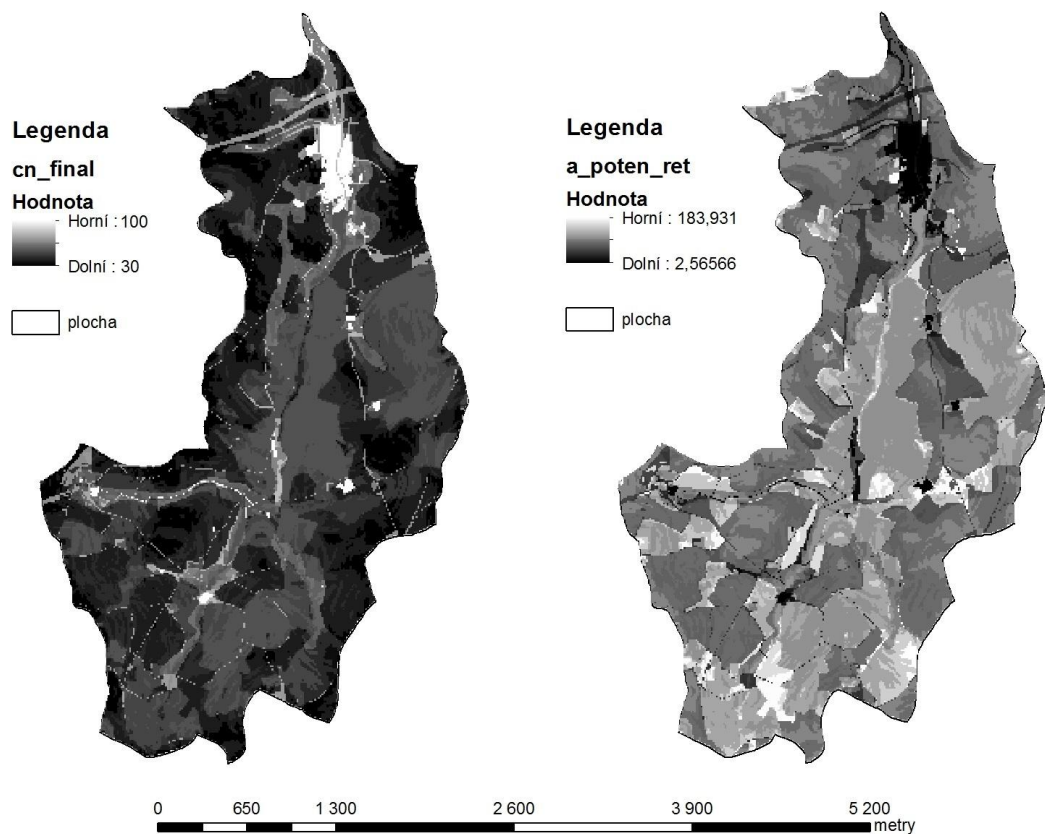 Legenda
cn_final
Hodnota
Horní : 100
Dolní : 30
plocha
Legenda
a_poten_ret
Hodnota
Horní : 183,931
Dolní : 2,56566
plocha
0 650 1 300 2 600 3 900 5 200
metry